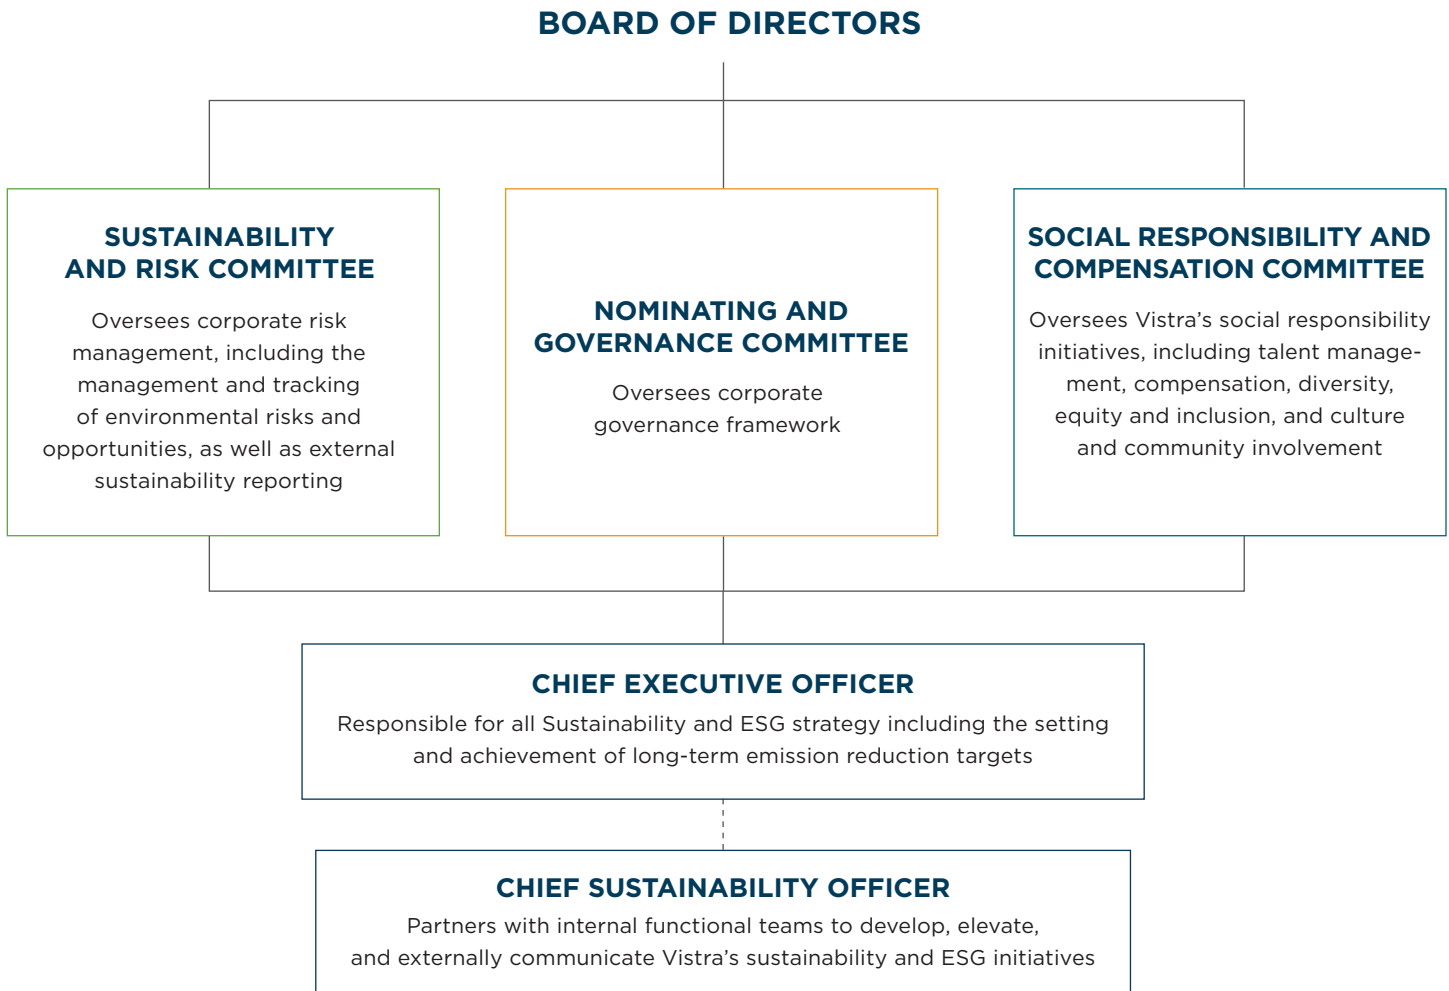 BOARD OF DIRECTORS
SUSTAINABILITY
AND RISK COMMITTEE
Oversees corporate risk
management, including the
management and tracking
of environmental risks and
opportunities, as well as external
sustainability reporting
NOMINATING AND
GOVERNANCE COMMITTEE
Oversees corporate
governance framework
SOCIAL RESPONSIBILITY AND
COMPENSATION COMMITTEE
Oversees Vistra’s social responsibility
initiatives, including talent manage-
ment, compensation, diversity,
equity and inclusion, and culture
and community involvement
CHIEF EXECUTIVE OFFICER
Responsible for all Sustainability and ESG strategy including the setting
and achievement of long-term emission reduction targets
CHIEF SUSTAINABILITY OFFICER
Partners with internal functional teams to develop, elevate,
and externally communicate Vistra’s sustainability and ESG initiatives